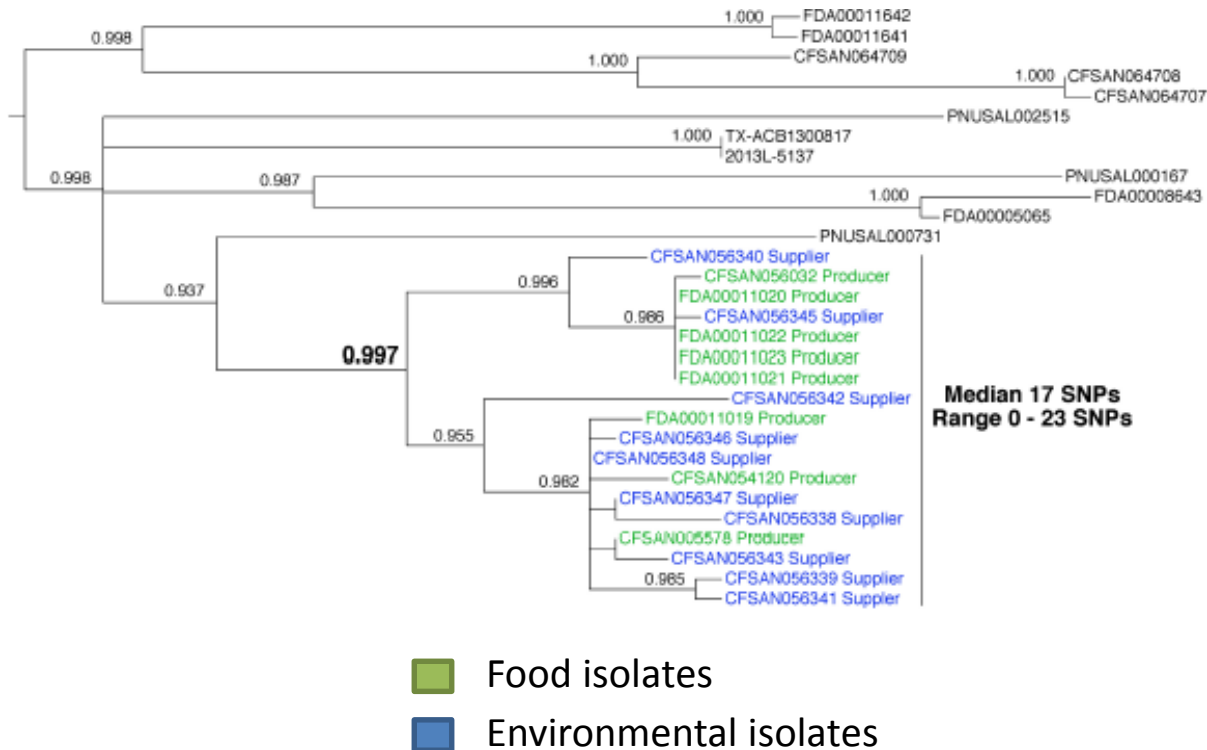 1.000 FDA00011642
0.998 FDA00011641
1.000 CFSAN064709
1.000 CFSAN064708
CFSAN064707
PNUSAL002515
1.000 TX-ACB1300817
2013L-5137
0.998 0.987 PNUSAL000167
1.000 FDA00008643
FDA00005065
PNUSAL000731
CFSAN056340 Supplier
0.937 0.996 CFSAN056032 Producer
FDA00011020 Producer
0.986 CFSAN056345 Supplier
FDA00011022 Producer
0.997 FDA00011023 Producer
FDA00011021 Producer
CFSAN056342 Supplier
Median 17 SNPs
Range 0 - 23 SNPs
FDA00011019 Producer
0.955 CFSAN056346 Supplier
CFSAN056348 Supplier
0.982 CFSAN054120 Producer
CFSAN056347 Supplier
CFSAN056338 Supplier
CFSAN005578 Producer
CFSAN056343 Supplier
0.985 CFSAN056339 Supplier
CFSAN056341 Suppler
Food isolates
Environmental isolates